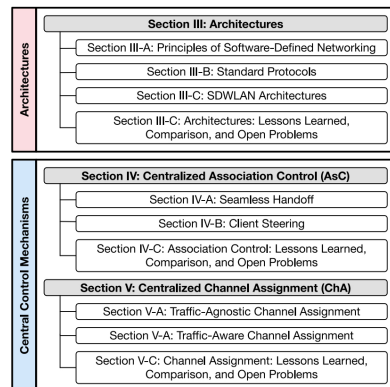 Architectures
Section III: Architectures
Section III-A: Principles of Software-Defined Networking
Section III-B: Standard Protocols
Section III-C: SDWLAN Architectures
Section III-C: Architectures: Lessons Learned,
Comparison, and Open Problems
Central Control Mechanisms
Section IV: Centralized Association Control (AsC)
Section IV-A: Seamless Handoff
Section IV-B: Client Steering
Section IV-C: Association Control: Lessons Learned,
Comparison, and Open Problems
Section V: Centralized Channel Assignment (ChA)
Section V-A: Traffic-Agnostic Channel Assignment
Section V-A: Traffic-Aware Channel Assignment
Section V-C: Channel Assignment: Lessons Learned,
Comparison, and Open Problems